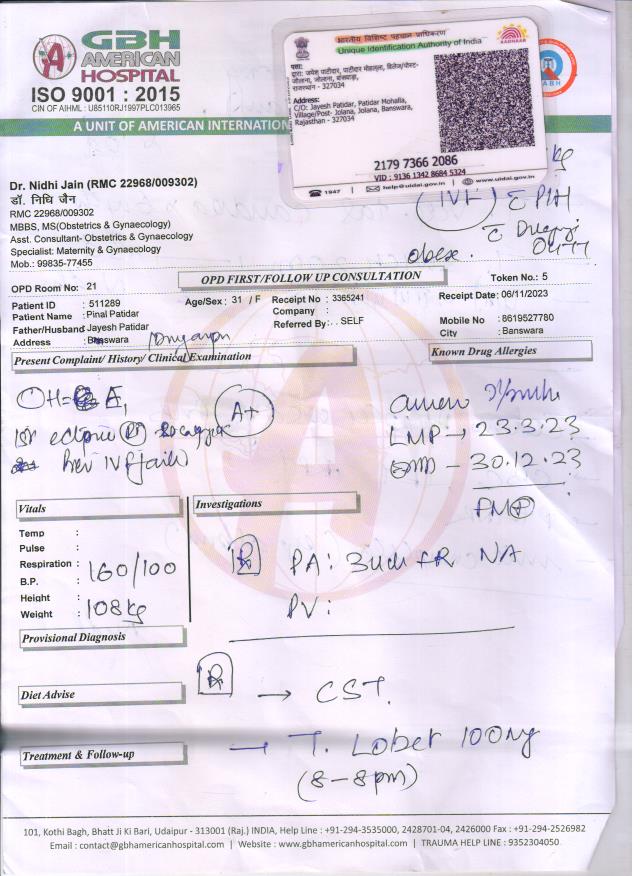 GBH
AMERICAN
HOSPITAL
ISO 9001 : 2015
CIN OF AIHML : U85110RJ1997PLC013965
A UNIT OF AMERICAN INTERNATION
भारतीय विशिष्ट पहचान प्राधिकरण
Unique Identification Authority of India
AADHAAR
पता:
द्वारा: जयेश पाटीदार, पाटीदार मोहल्ला, विलेज/पोस्ट-
जोलाना, जोलाना, बांसवाड़ा,
राजस्थान - 327034
Address:
C/O: Jayesh Patidar, Patidar Mohalla,
Village/Post- Jolana, Jolana, Banswara,
Rajasthan - 327034
2179 7366 2086
VID : 9136 1342 8684 5324
1947 | help@uidai.gov.in | www.uidai.gov.in
kg
Dr. Nidhi Jain (RMC 22968/009302)
डॉ. निधि जैन
RMC 22968/009302
MBBS, MS(Obstetrics & Gynaecology)
Asst. Consultant- Obstetrics & Gynaecology
Specialist: Maternity & Gynaecology
Mob.: 99835-77455
IVF PIH
obese.
OPD Room No: 21
OPD FIRST/FOLLOW UP CONSULTATION
Token No.: 5
Patient ID : 511289
Age/Sex : 31 / F
Receipt No : 3365241
Receipt Date: 06/11/2023
Patient Name : Pinal Patidar
Company :
Father/Husband Jayesh Patidar
Referred By: . SELF
Mobile No 8619527780
Address : Banswara
City : Banswara
Present Complaint/ History/ Clinical Examination
Known Drug Allergies
A+
LMP → 23.3.23
30.12.23
IVF (fail)
Vitals
Investigations
Temp :
Pulse :
Respiration :
B.P. : 160/100
Height :
Weight : 108kg
PA:
PV:
Provisional Diagnosis
Diet Advise
→ CST.
Treatment & Follow-up
→ T. Lobet 100mg
(8-8pm)
101, Kothi Bagh, Bhatt Ji Ki Bari, Udaipur - 313001 (Raj.) INDIA, Help Line : +91-294-3535000, 2428701-04, 2426000 Fax : +91-294-2526982
Email : contact@gbhamericanhospital.com | Website : www.gbhamericanhospital.com | TRAUMA HELP LINE : 9352304050